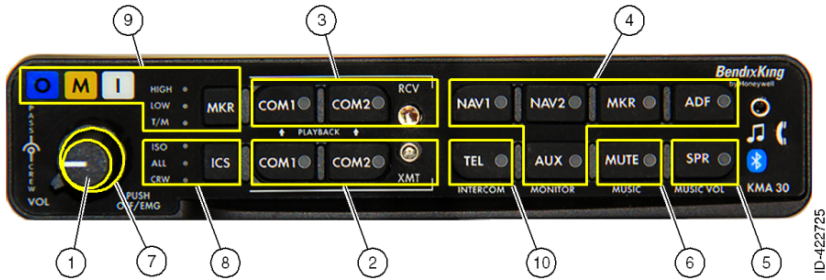 9
3
4
O M I
HIGH
LOW
T/M
MKR
COM1 COM2
RCV
NAV1 NAV2 MKR ADF
BendixKing
by Honeywell
PASS
CREW
VOL
PLAYBACK
ISO
ALL
CRW
ICS
COM1 COM2
XMT
TEL AUX MUTE SPR
INTERCOM MONITOR MUSIC MUSIC VOL
KMA 30
PUSH
OFF/EMG
1
7
8
2
10
6
5
ID-422725